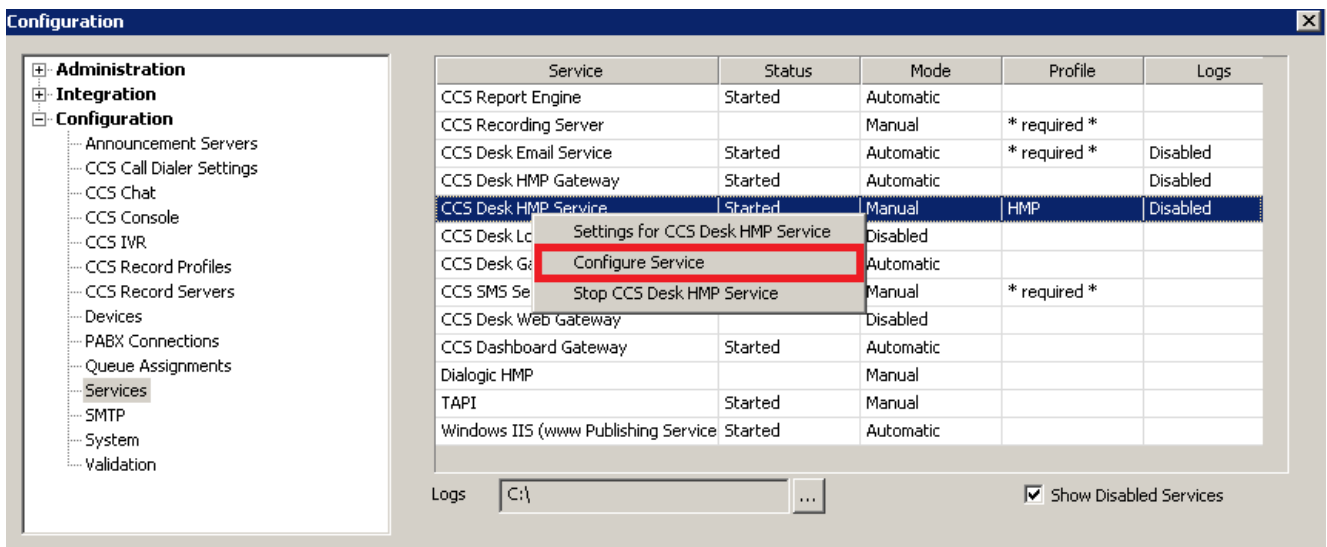 Configuration
Administration
Integration
Configuration
Announcement Servers
CCS Call Dialer Settings
CCS Chat
CCS Console
CCS IVR
CCS Record Profiles
CCS Record Servers
Devices
PABX Connections
Queue Assignments
Services
SMTP
System
Validation
Service Status Mode Profile Logs
CCS Report Engine Started Automatic
CCS Recording Server Manual * required *
CCS Desk Email Service Started Automatic * required * Disabled
CCS Desk HMP Gateway Started Automatic Disabled
CCS Desk HMP Service Started Manual HMP Disabled
CCS Desk Lo Disabled
Settings for CCS Desk HMP Service
CCS Desk Ga Automatic
Configure Service
CCS SMS Se Manual * required *
Stop CCS Desk HMP Service
CCS Desk Web Gateway Disabled
CCS Dashboard Gateway Started Automatic
Dialogic HMP Manual
TAPI Started Manual
Windows IIS (www Publishing Service Started Automatic
Logs C:\ ... Show Disabled Services